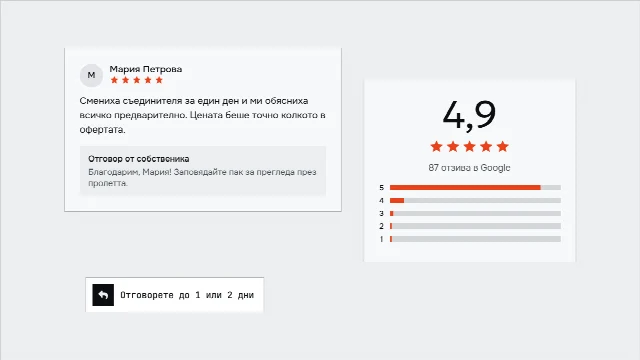 М
Мария Петрова
Смениха съединителя за един ден и ми обясниха
всичко предварително. Цената беше точно колкото в
офертата.
Отговор от собственика
Благодарим, Мария! Заповядайте пак за прегледа през
пролетта.
4,9
87 отзива в Google
5
4
3
2
1
Отговорете до 1 или 2 дни